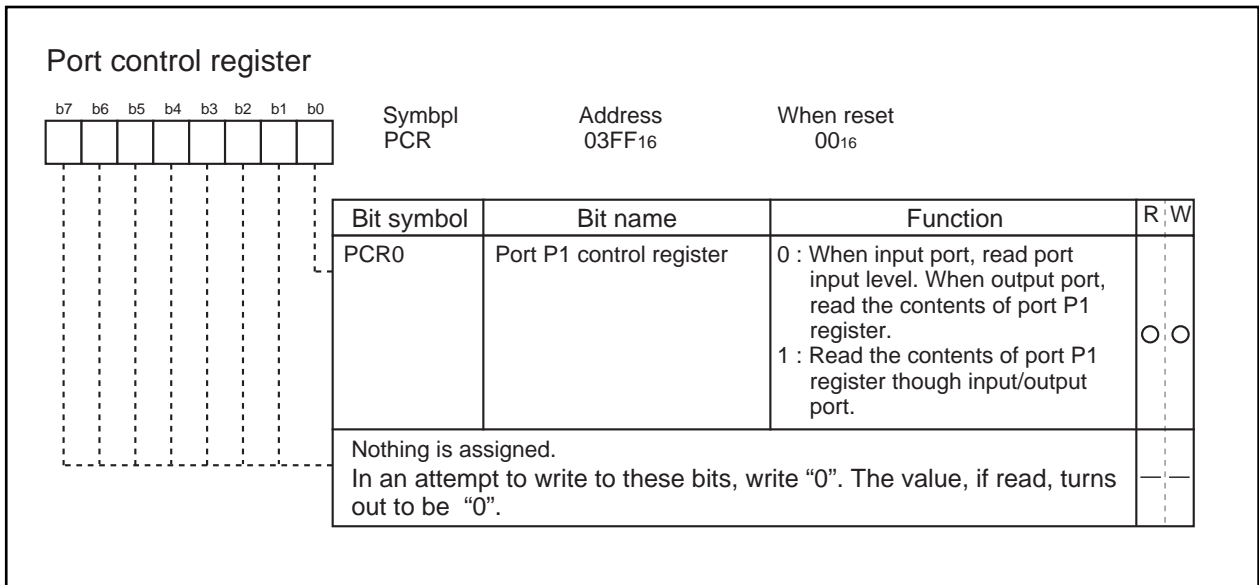 Port control register
b7 b6 b5 b4 b3 b2 b1 b0
Symbpl Address When reset
PCR 03FF16 0016
Bit symbol Bit name Function R W
PCR0 Port P1 control register 0 : When input port, read port
input level. When output port,
read the contents of port P1
register.
1 : Read the contents of port P1
register though input/output
port.
Nothing is assigned.
In an attempt to write to these bits, write “0”. The value, if read, turns
out to be “0”.